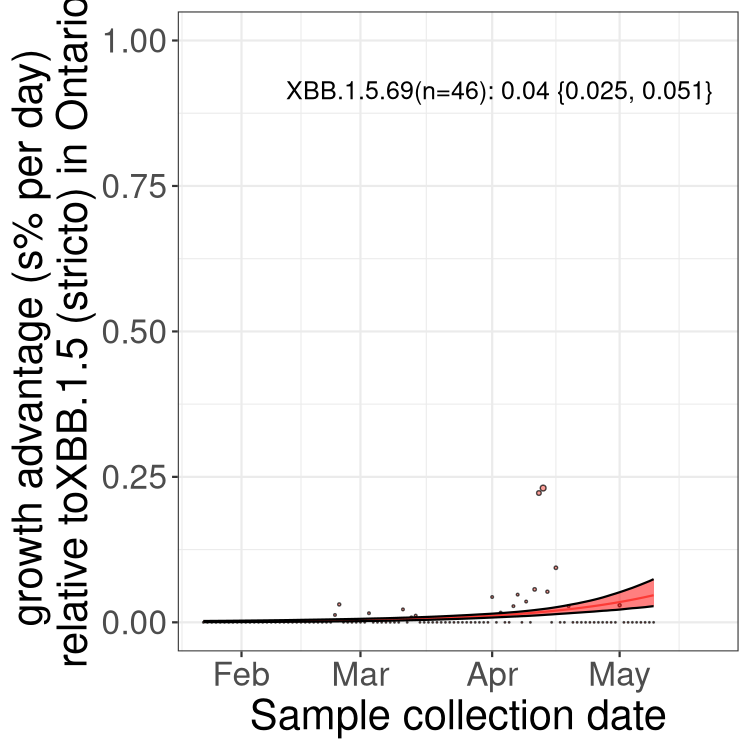 growth advantage (s% per day)
relative toXBB.1.5 (stricto) in Ontario
1.00
0.75
0.50
0.25
0.00
XBB.1.5.69(n=46): 0.04 {0.025, 0.051}
Feb Mar Apr May
Sample collection date